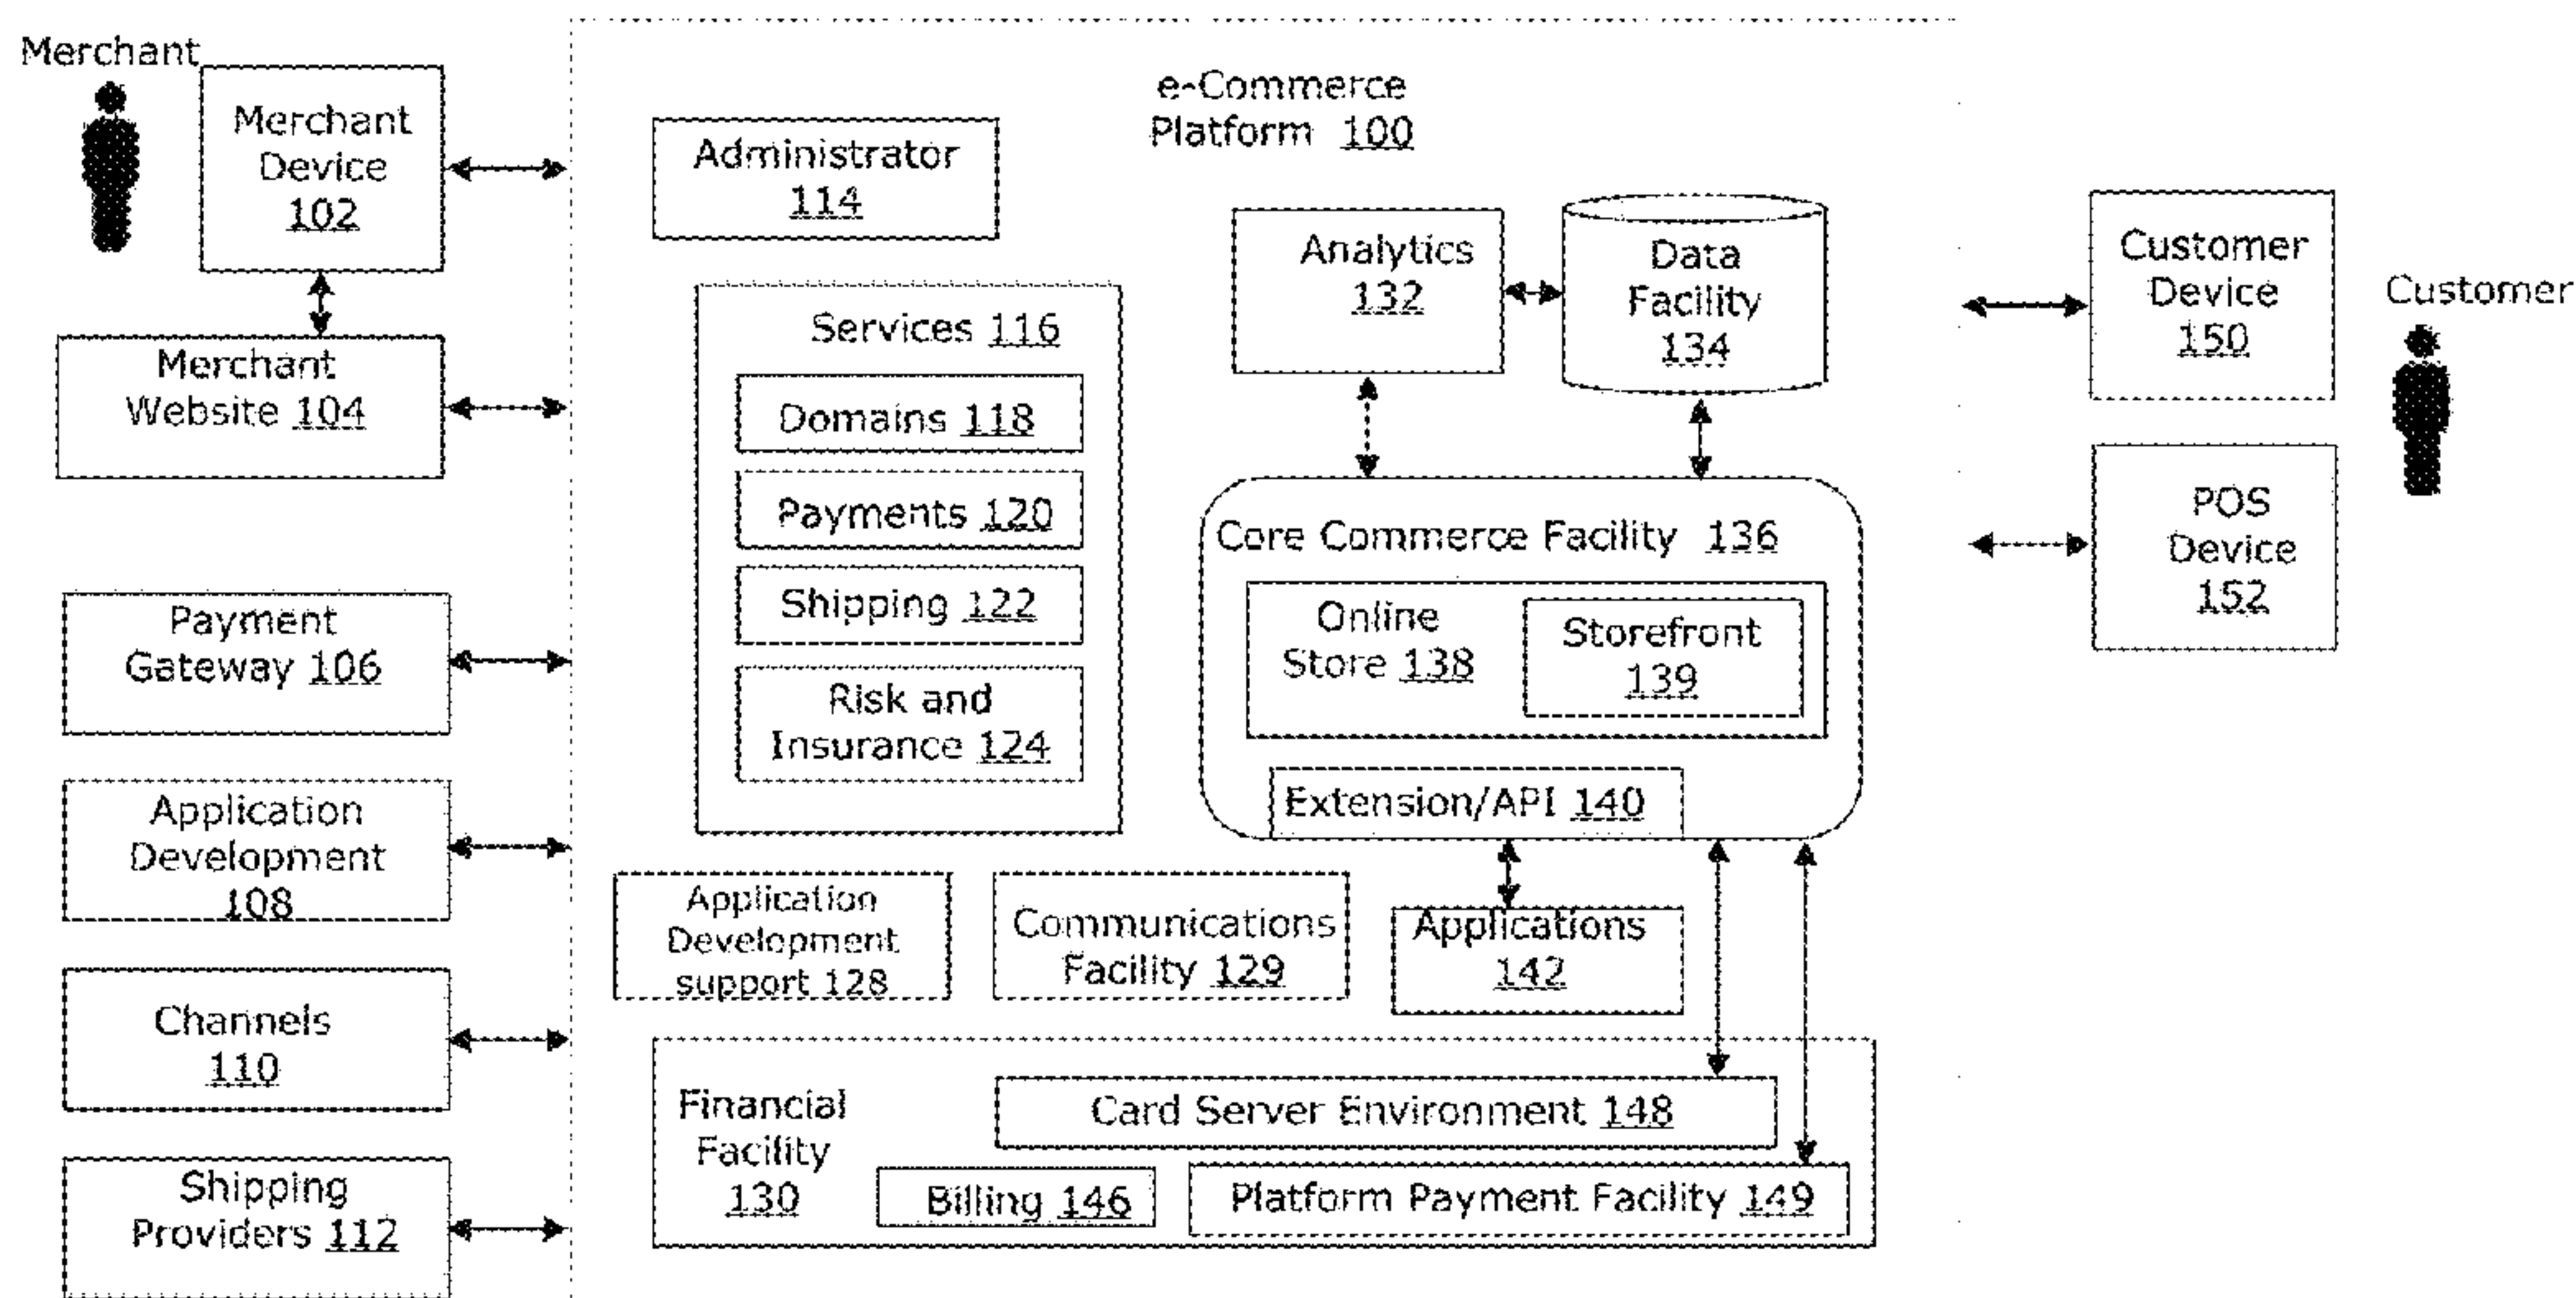 Merchant
Merchant
Device
102
Merchant
Website 104
Payment
Gateway 106
Application
Development
108
Channels
110
Shipping
Providers 112
e-Commerce
Platform 100
Administrator
114
Services 116
Domains 118
Payments 120
Shipping 122
Risk and
Insurance 124
Analytics
132
Data
Facility
134
Core Commerce Facility 136
Online
Store 138
Storefront
139
Extension/API 140
Application
Development
support 128
Communications
Facility 129
Applications
142
Financial
Facility
130
Card Server Environment 148
Billing 146
Platform Payment Facility 149
Customer
Device
150
Customer
POS
Device
152